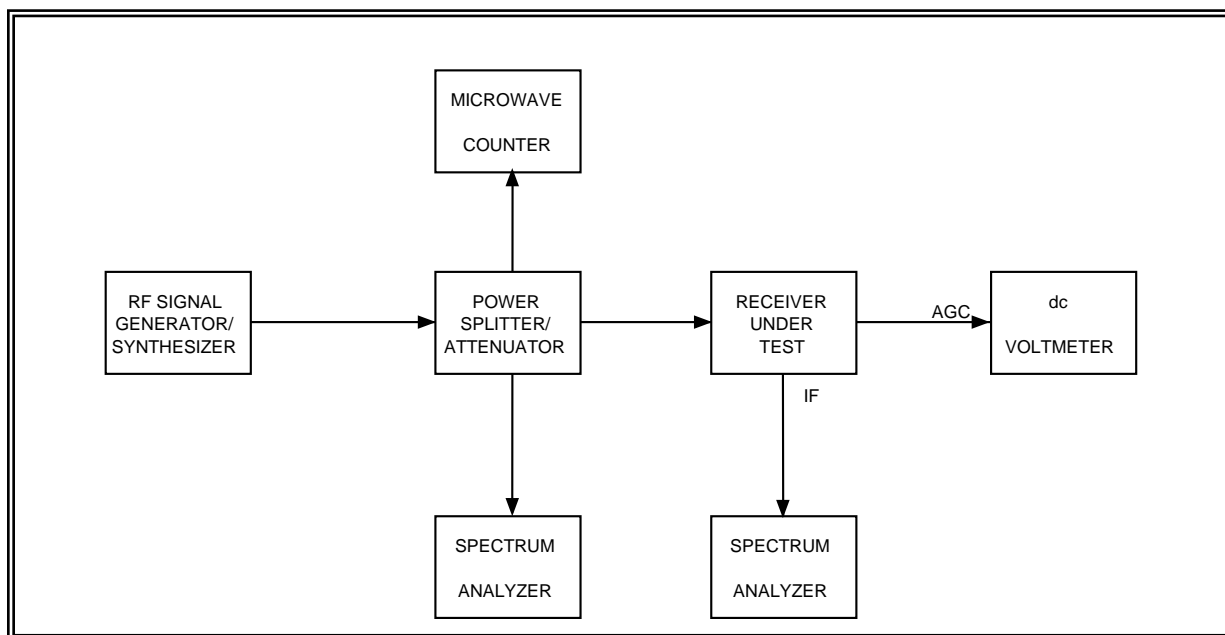 MICROWAVE
COUNTER
RF SIGNAL
GENERATOR/
SYNTHESIZER
POWER
SPLITTER/
ATTENUATOR
RECEIVER
UNDER
TEST
AGC
dc
VOLTMETER
IF
SPECTRUM
ANALYZER
SPECTRUM
ANALYZER